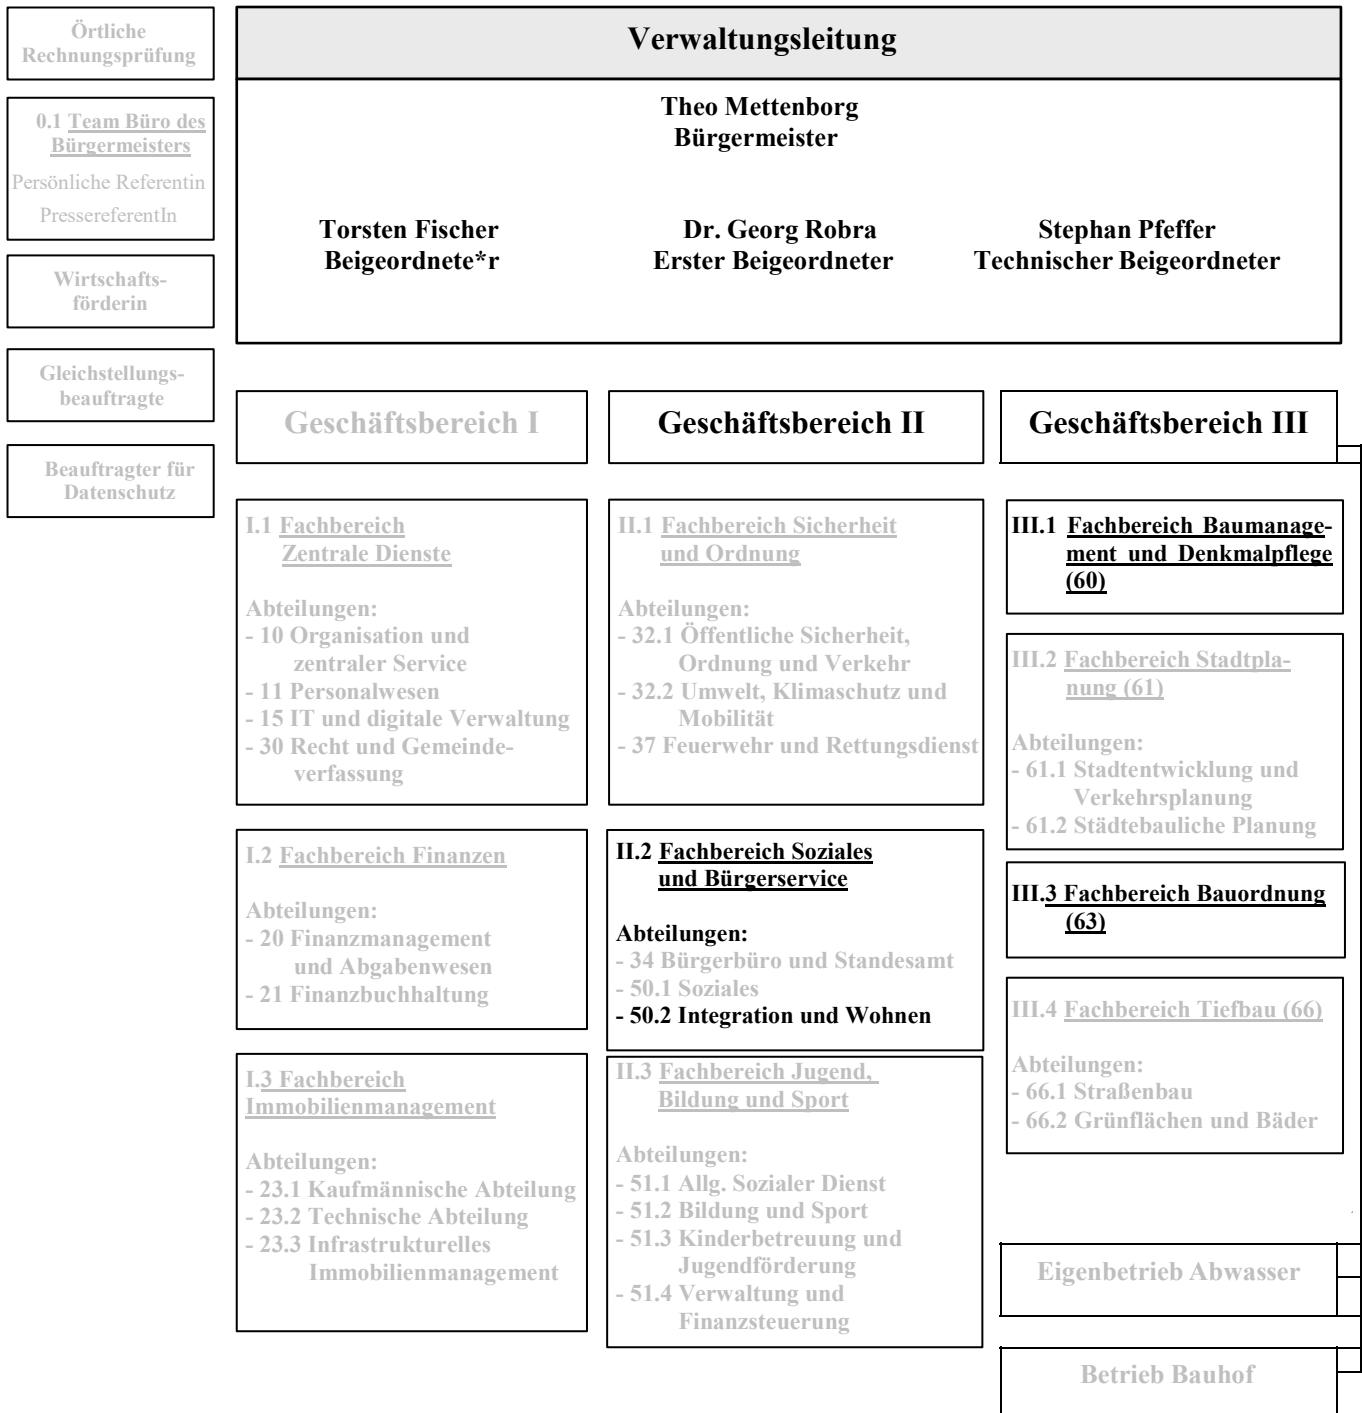 Örtliche
Rechnungsprüfung
0.1 Team Büro des
Bürgermeisters
Persönliche Referentin
PressereferentIn
Wirtschafts-
förderin
Gleichstellungs-
beauftragte
Beauftragter für
Datenschutz
Verwaltungsleitung
Theo Mettenborg
Bürgermeister
Torsten Fischer
Beigeordnete*r
Dr. Georg Robra
Erster Beigeordneter
Stephan Pfeffer
Technischer Beigeordneter
Geschäftsbereich I
I.1 Fachbereich
Zentrale Dienste
Abteilungen:
- 10 Organisation und
zentraler Service
- 11 Personalwesen
- 15 IT und digitale Verwaltung
- 30 Recht und Gemeinde-
verfassung
I.2 Fachbereich Finanzen
Abteilungen:
- 20 Finanzmanagement
und Abgabenwesen
- 21 Finanzbuchhaltung
I.3 Fachbereich
Immobilienmanagement
Abteilungen:
- 23.1 Kaufmännische Abteilung
- 23.2 Technische Abteilung
- 23.3 Infrastrukturelles
Immobilienmanagement
Geschäftsbereich II
II.1 Fachbereich Sicherheit
und Ordnung
Abteilungen:
- 32.1 Öffentliche Sicherheit,
Ordnung und Verkehr
- 32.2 Umwelt, Klimaschutz und
Mobilität
- 37 Feuerwehr und Rettungsdienst
II.2 Fachbereich Soziales
und Bürgerservice
Abteilungen:
- 34 Bürgerbüro und Standesamt
- 50.1 Soziales
- 50.2 Integration und Wohnen
II.3 Fachbereich Jugend,
Bildung und Sport
Abteilungen:
- 51.1 Allg. Sozialer Dienst
- 51.2 Bildung und Sport
- 51.3 Kinderbetreuung und
Jugendförderung
- 51.4 Verwaltung und
Finanzsteuerung
Geschäftsbereich III
III.1 Fachbereich Baumanage-
ment und Denkmalpflege
(60)
III.2 Fachbereich Stadtpla-
nung (61)
Abteilungen:
- 61.1 Stadtentwicklung und
Verkehrsplanung
- 61.2 Städtebauliche Planung
III.3 Fachbereich Bauordnung
(63)
III.4 Fachbereich Tiefbau (66)
Abteilungen:
- 66.1 Straßenbau
- 66.2 Grünflächen und Bäder
Eigenbetrieb Abwasser
Betrieb Bauhof